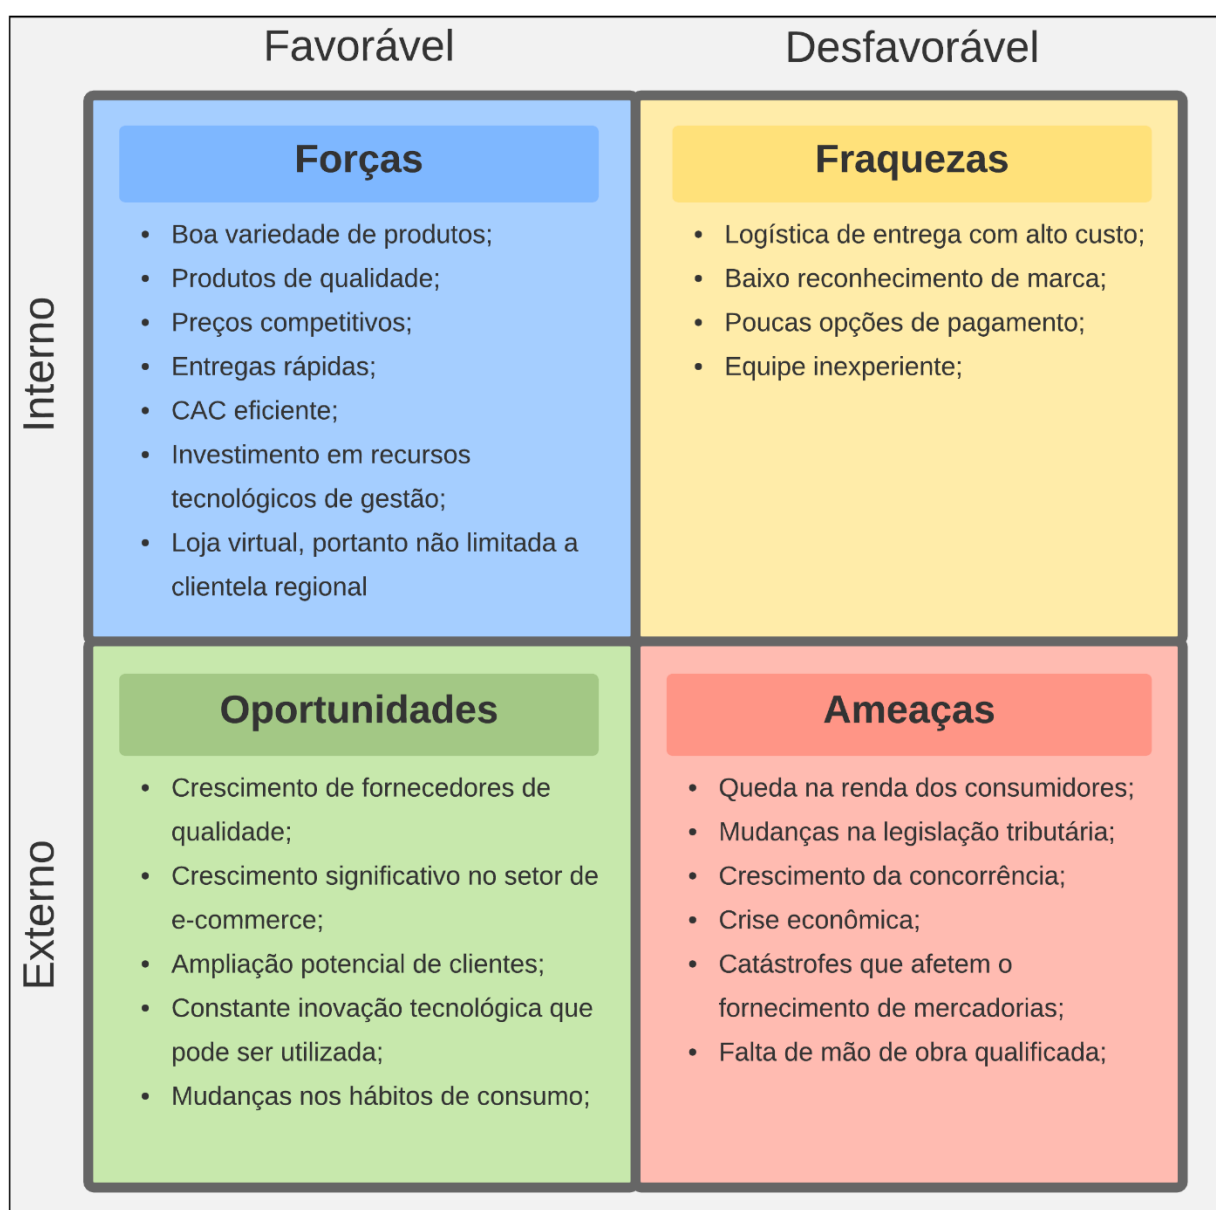 Favorável
Desfavorável
Interno
Forças
• Boa variedade de produtos;
• Produtos de qualidade;
• Preços competitivos;
• Entregas rápidas;
• CAC eficiente;
• Investimento em recursos
tecnológicos de gestão;
• Loja virtual, portanto não limitada a
clientela regional
Fraquezas
• Logística de entrega com alto custo;
• Baixo reconhecimento de marca;
• Poucas opções de pagamento;
• Equipe inexperiente;
Externo
Oportunidades
• Crescimento de fornecedores de
qualidade;
• Crescimento significativo no setor de
e-commerce;
• Ampliação potencial de clientes;
• Constante inovação tecnológica que
pode ser utilizada;
• Mudanças nos hábitos de consumo;
Ameaças
• Queda na renda dos consumidores;
• Mudanças na legislação tributária;
• Crescimento da concorrência;
• Crise econômica;
• Catástrofes que afetem o
fornecimento de mercadorias;
• Falta de mão de obra qualificada;